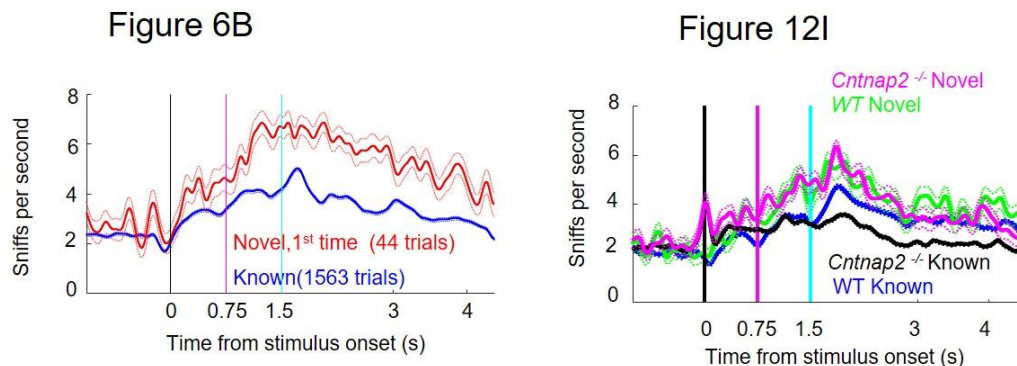 Figure 6B
Figure 12I
Sniffs per second
8
6
4
2
0
Novel,1st time (44 trials)
Known(1563 trials)
0 0.75 1.5 3 4
Time from stimulus onset (s)
Sniffs per second
8
6
4
2
0
Cntnap2 -/- Novel
WT Novel
Cntnap2 -/- Known
WT Known
0 0.75 1.5 3 4
Time from stimulus onset (s)